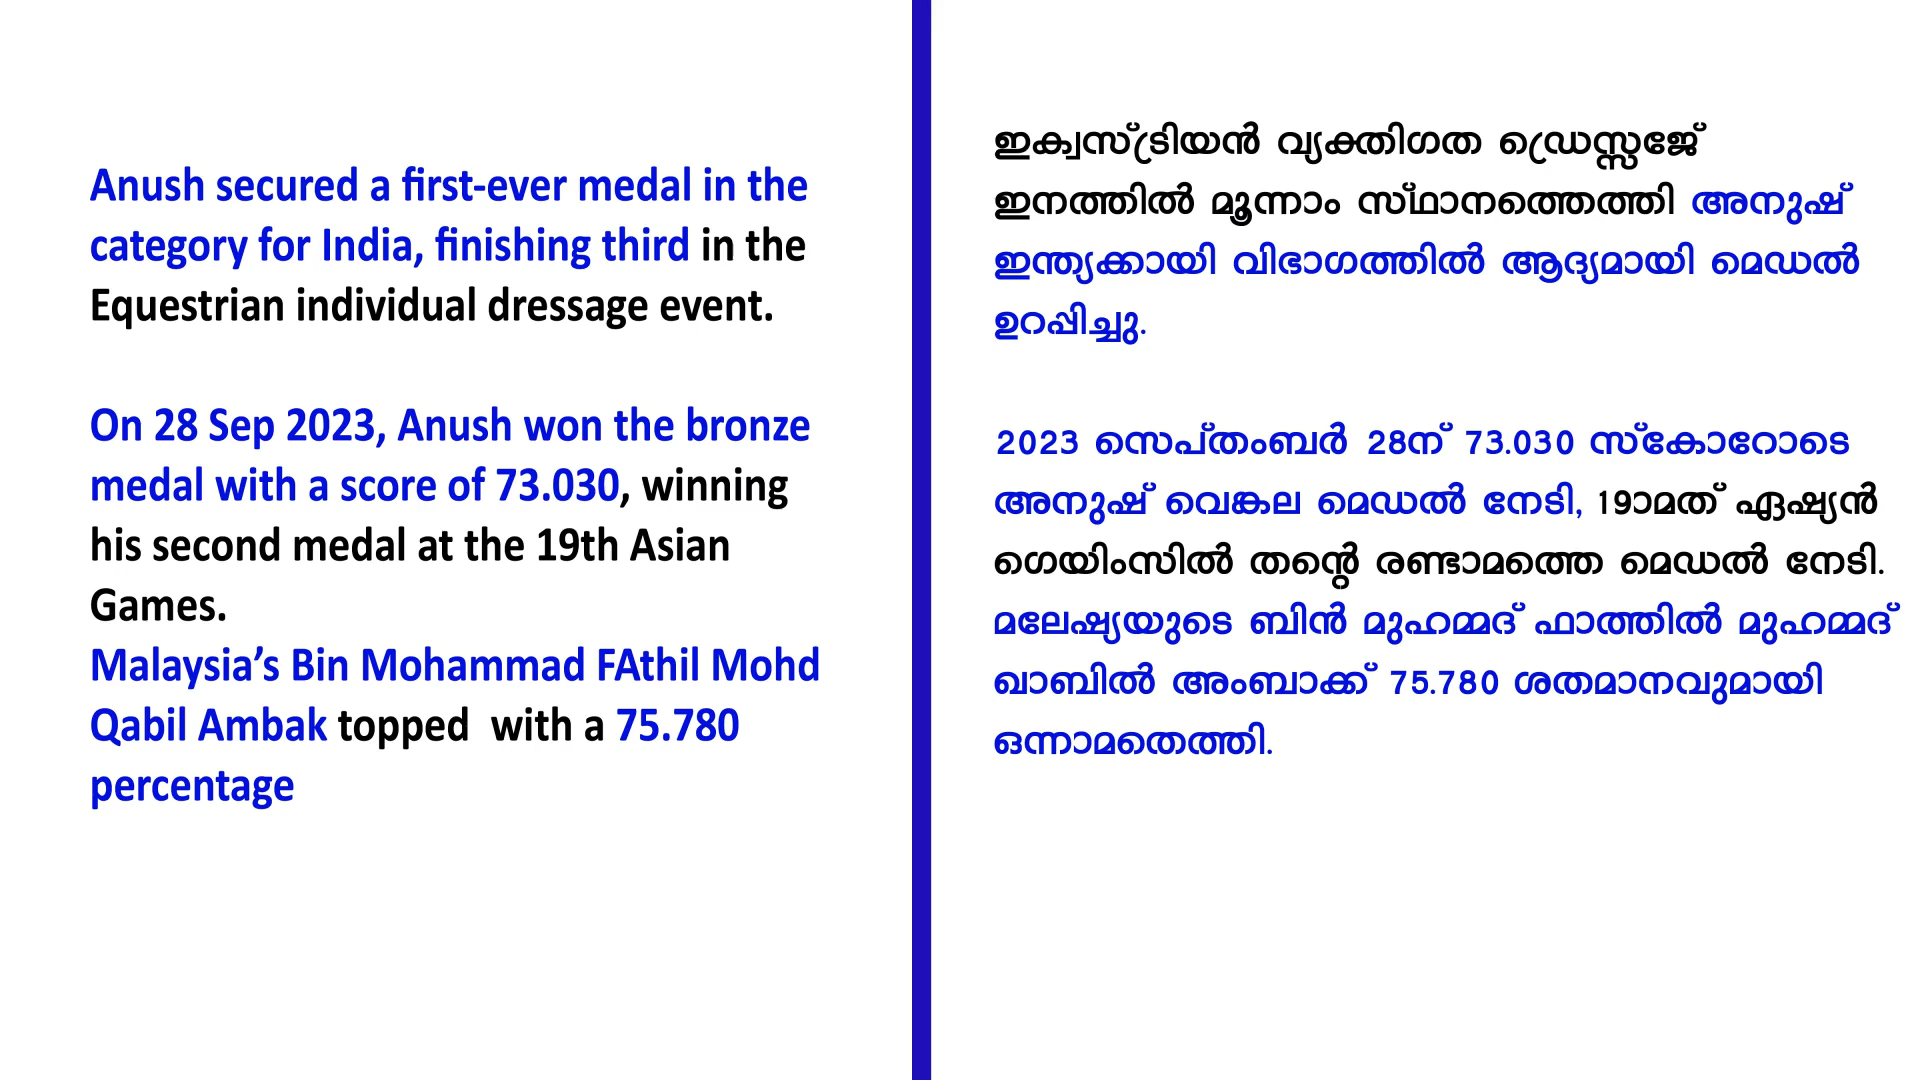 Anush secured a first-ever medal in the
category for India, finishing third in the
Equestrian individual dressage event.
On 28 Sep 2023, Anush won the bronze
medal with a score of 73.030, winning
his second medal at the 19th Asian
Games.
Malaysia’s Bin Mohammad FAthil Mohd
Qabil Ambak topped  with a 75.780
percentage
ഇക്വസ്ട്രിയൻ വ്യക്തിഗത ഡ്രെസ്സജേ്
ഇനത്തിൽ മൂന്നാം സ്ഥാനത്തെത്തി അനുഷ്
ഇന്ത്യക്കായി വിഭാഗത്തിൽ ആദ്യമായി മെഡൽ
ഉറപ്പിച്ചു.
2023 സെപ്തംബർ 28ന് 73.030 സ്കോറോടെ
അനുഷ് വെങ്കല മെഡൽ നേടി, 19ാമത് ഏഷ്യൻ
ഗെയിംസിൽ തന്റെ രണ്ടാമത്തെ മെഡൽ നേടി.
മലേഷ്യയുടെ ബിൻ മുഹമ്മദ് ഫാത്തിൽ മുഹമ്മദ്
ഖാബിൽ അംബാക്ക് 75.780 ശതമാനവുമായി
ഒന്നാമതെത്തി.